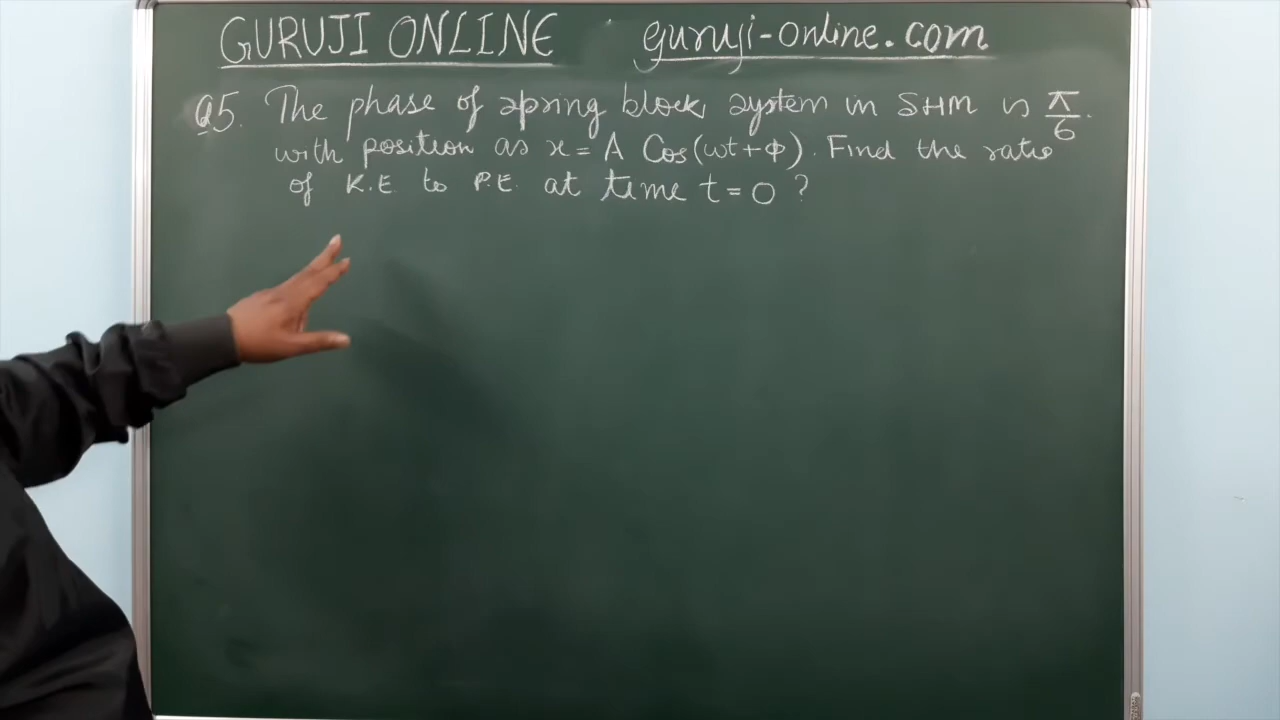 GURUJI ONLINE guruji-online.com
Q5. The phase of spring block system in SHM is π/6.
with position as x = A Cos(ωt + Φ). Find the ratio
of K.E. to P.E. at time t = 0 ?